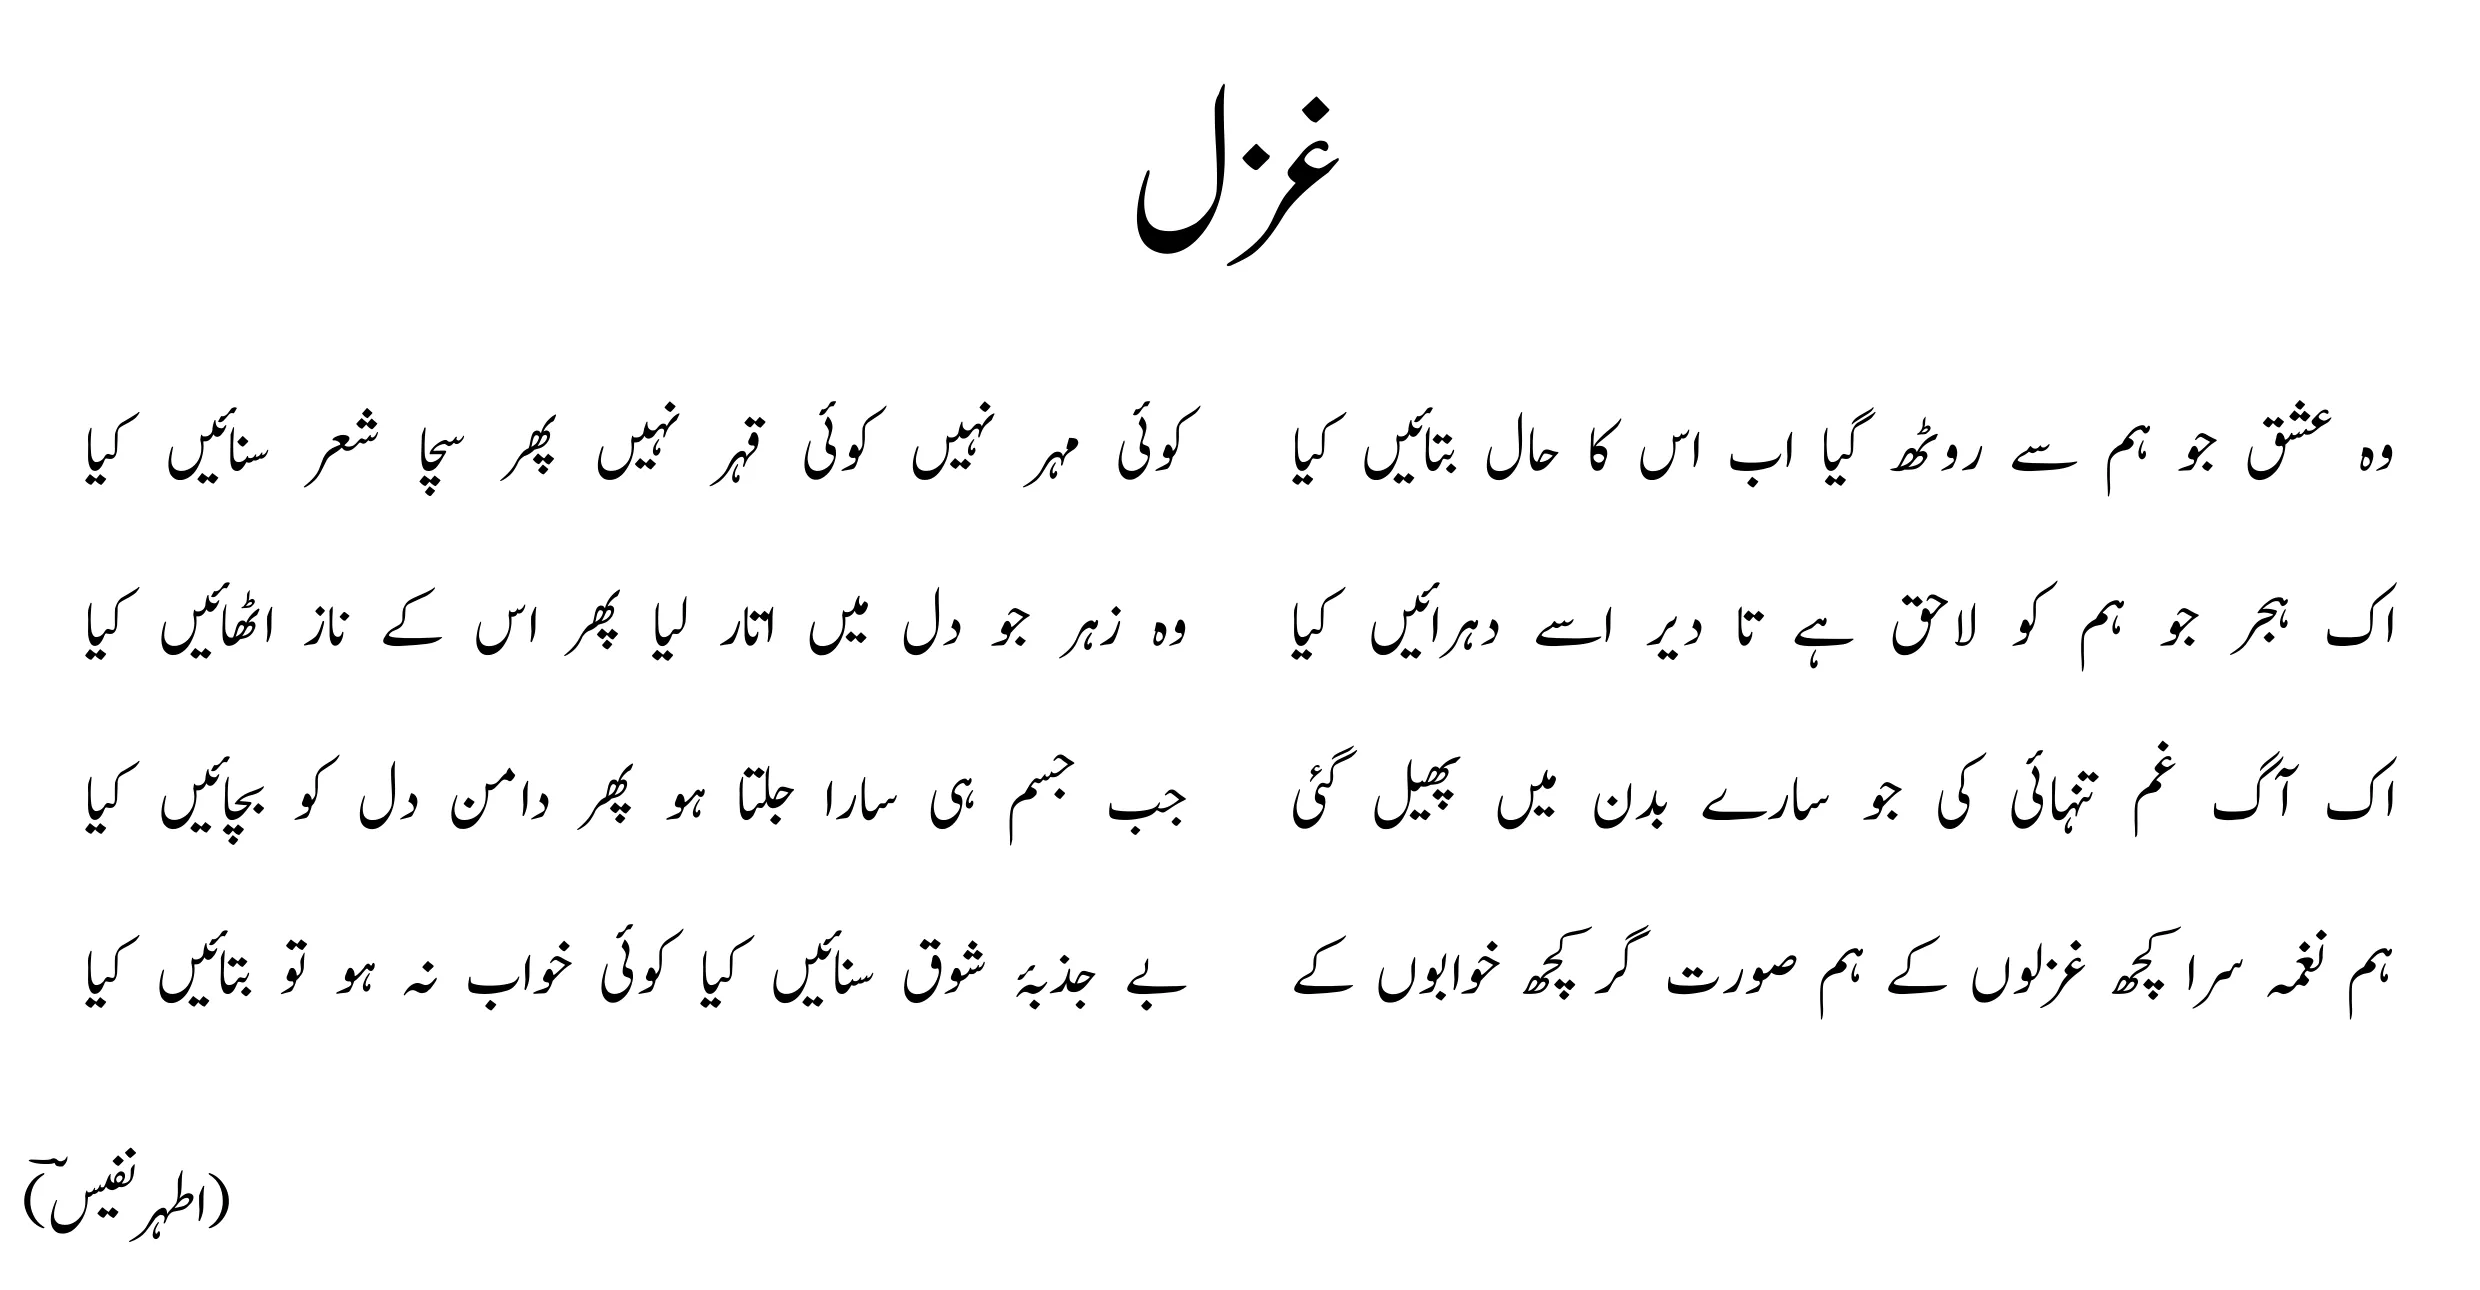 غزل
وہ عشق جو ہم سے روٹھ گیا اب اس کا حال بتائیں کیا کوئی مہر نہیں کوئی قہر نہیں پھر سچا شعر سنائیں کیا
اک ہجر جو ہم کو لاحق ہے تا دیر اسے دہرائیں کیا وہ زہر جو دل میں اتار لیا پھر اس کے ناز اٹھائیں کیا
اک آگ غم تنہائی کی جو سارے بدن میں پھیل گئی جب جسم ہی سارا جلتا ہو پھر دامن دل کو بچائیں کیا
ہم نغمہ سرا کچھ غزلوں کے ہم صورت گر کچھ خوابوں کے بے جذبۂ شوق سنائیں کیا کوئی خواب نہ ہو تو بتائیں کیا
(اطہر نفیسؔ)